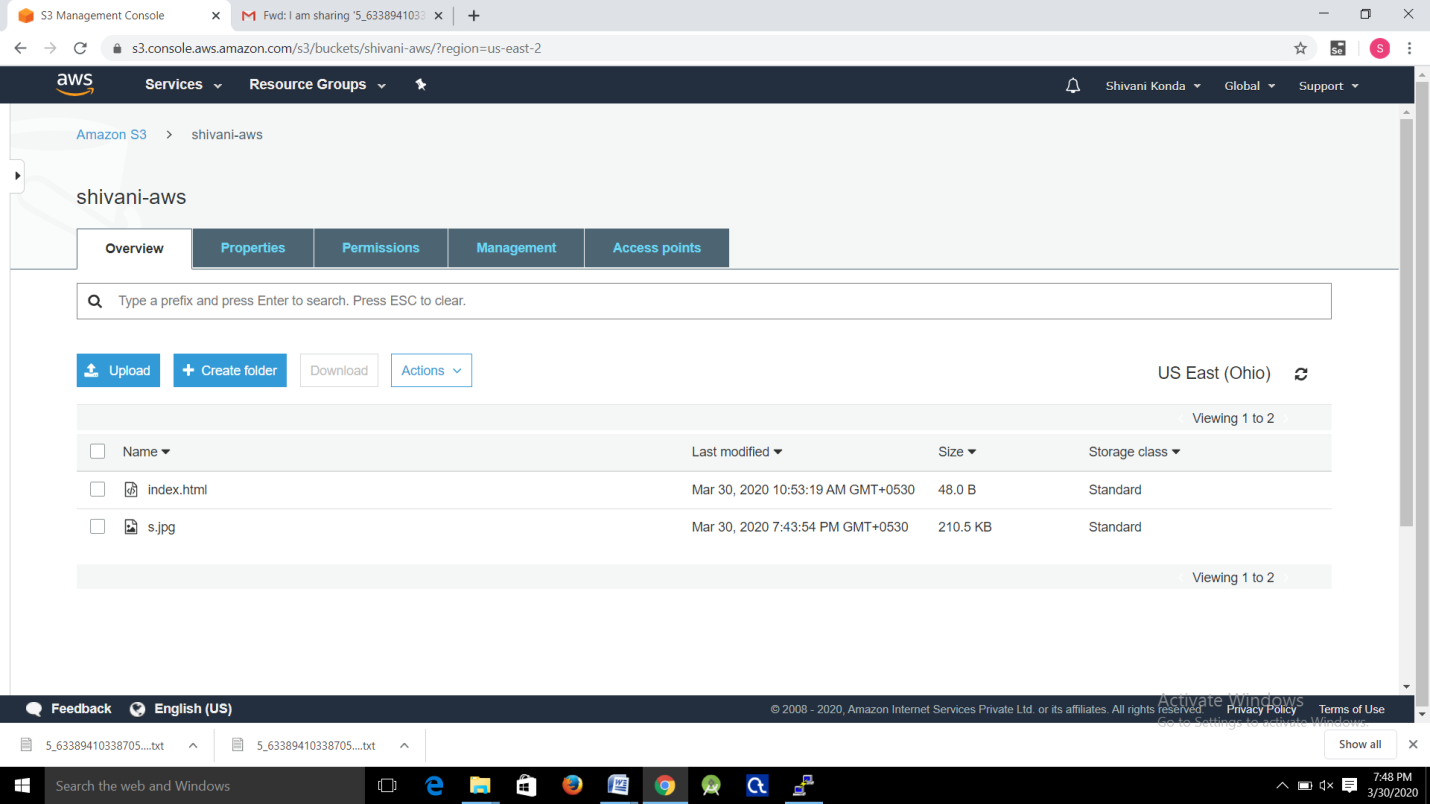 S3 Management Console
Fwd: I am sharing '5_6338941033
s3.console.aws.amazon.com/s3/buckets/shivani-aws/?region=us-east-2
Se
S
aws
Services
Resource Groups
Shivani Konda
Global
Support
Amazon S3 > shivani-aws
shivani-aws
Overview
Properties
Permissions
Management
Access points
Type a prefix and press Enter to search. Press ESC to clear.
Upload
+ Create folder
Download
Actions
US East (Ohio)
Viewing 1 to 2
Name
Last modified
Size
Storage class
index.html
Mar 30, 2020 10:53:19 AM GMT+0530
48.0 B
Standard
s.jpg
Mar 30, 2020 7:43:54 PM GMT+0530
210.5 KB
Standard
Viewing 1 to 2
Feedback
English (US)
© 2008 - 2020, Amazon Internet Services Private Ltd. or its affiliates. All rights reserved.
Privacy Policy
Terms of Use
Activate Windows
Go to Settings to activate Windows.
5_63389410338705....txt
5_63389410338705....txt
Show all
Search the web and Windows
7:48 PM
3/30/2020